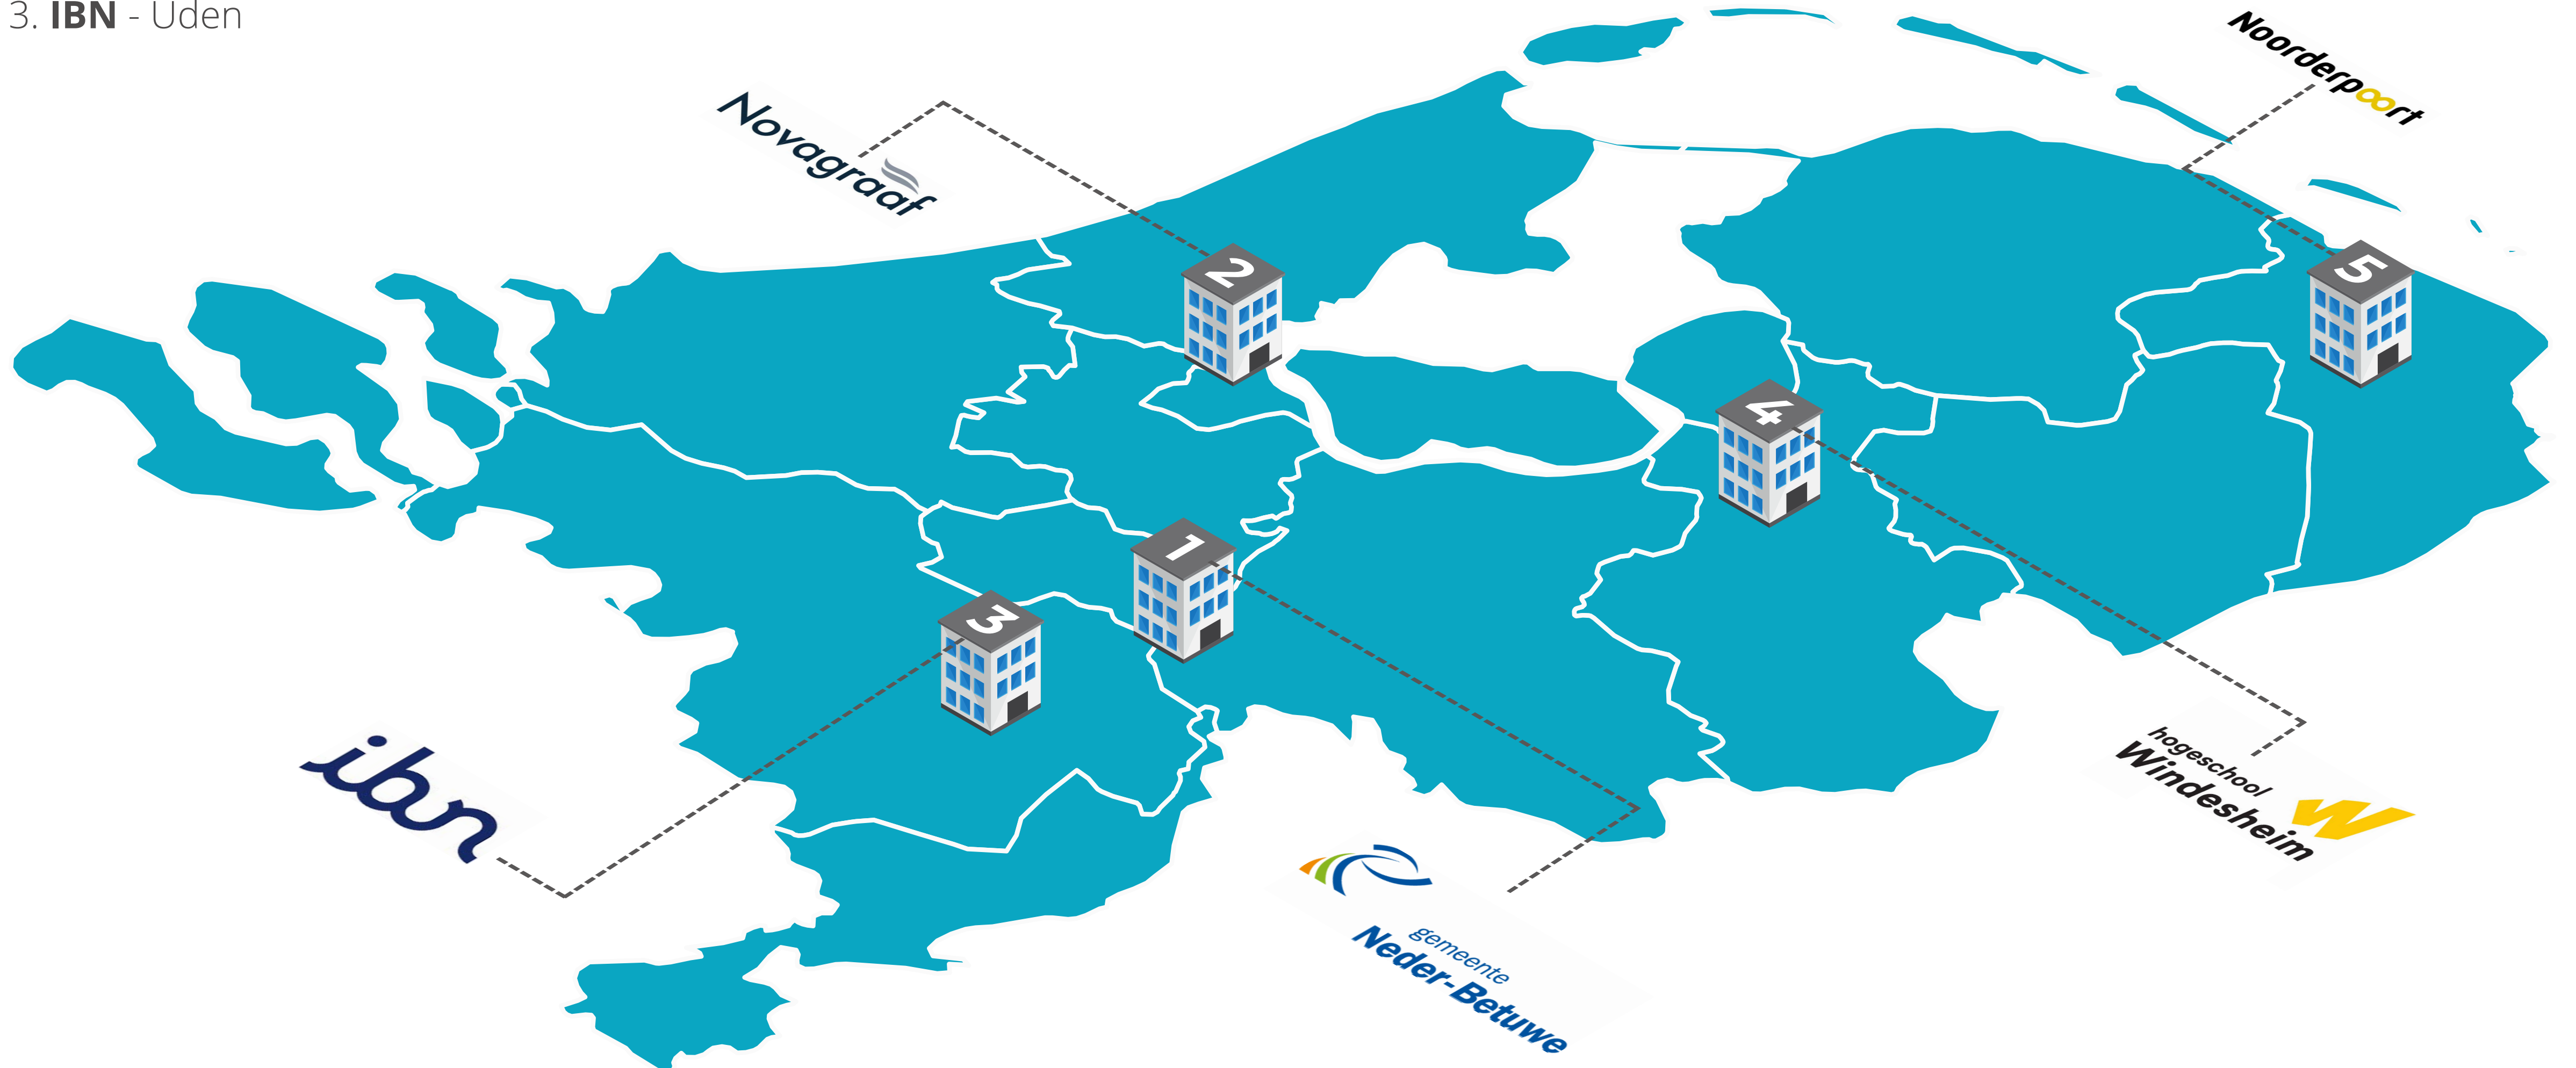 3. IBN - Uden
Noorderpoort
Novagraaf
2
5
4
1
3
ibn
hogeschool
Windesheim
gemeente
Neder-Betuwe